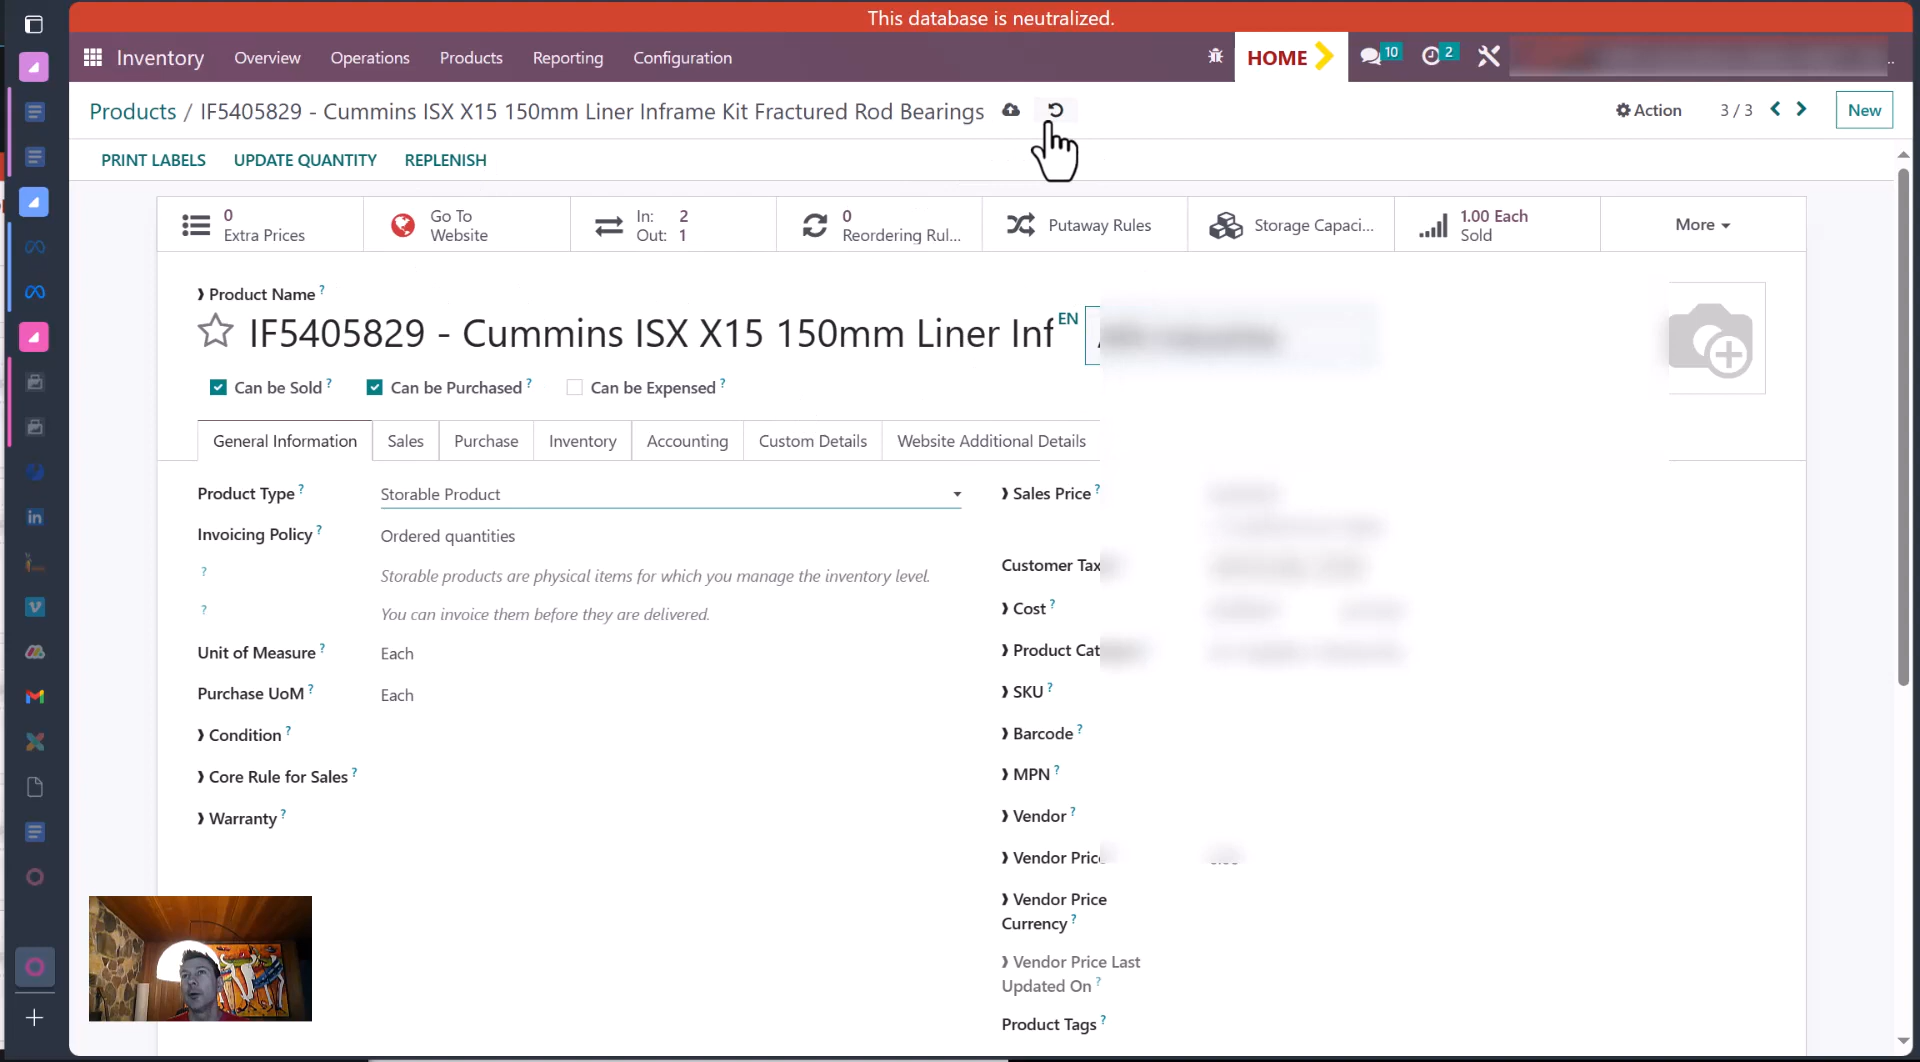 This database is neutralized.
Inventory Overview Operations Products Reporting Configuration HOME 10 2
Products / IF5405829 - Cummins ISX X15 150mm Liner Inframe Kit Fractured Rod Bearings Action 3 / 3 New
PRINT LABELS UPDATE QUANTITY REPLENISH
0 Extra Prices
Go To Website
In: 2
Out: 1
0 Reordering Rul...
Putaway Rules
Storage Capaci...
1.00 Each Sold
More
Product Name ?
IF5405829 - Cummins ISX X15 150mm Liner Inf EN
Can be Sold ? Can be Purchased ? Can be Expensed ?
General Information Sales Purchase Inventory Accounting Custom Details Website Additional Details
Product Type ? Storable Product
Invoicing Policy ? Ordered quantities
? Storable products are physical items for which you manage the inventory level.
? You can invoice them before they are delivered.
Unit of Measure ? Each
Purchase UoM ? Each
Condition ?
Core Rule for Sales ?
Warranty ?
Sales Price ?
Customer Tax
Cost ?
Product Cat
SKU ?
Barcode ?
MPN ?
Vendor ?
Vendor Price
Vendor Price
Currency ?
Vendor Price Last
Updated On ?
Product Tags ?